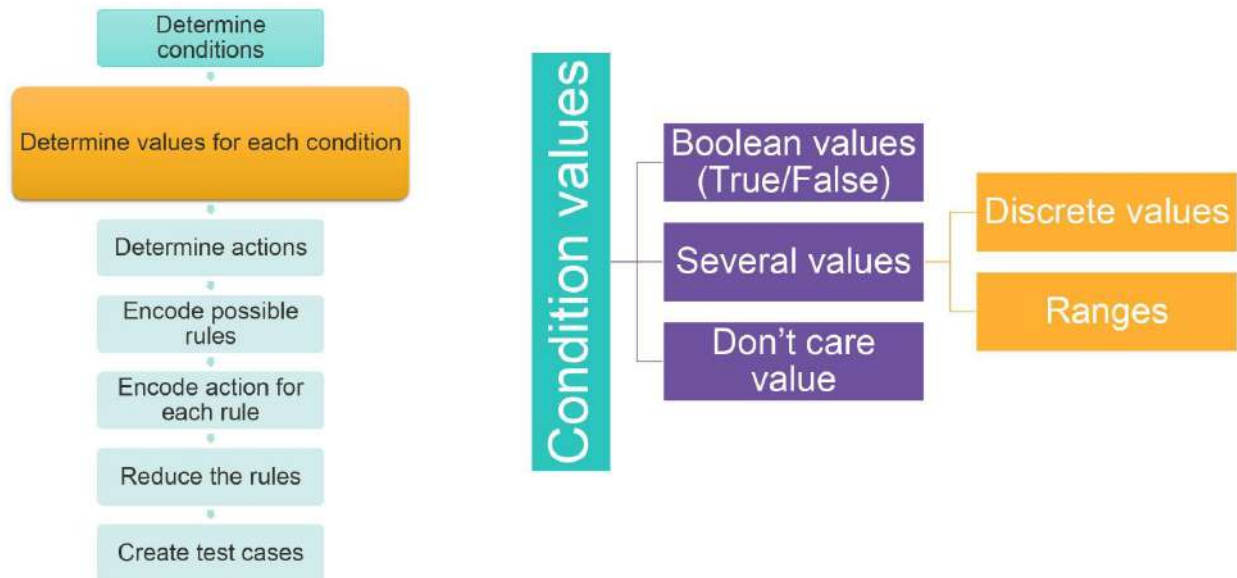 Determine
conditions
Determine values for each condition
Determine actions
Encode possible
rules
Encode action for
each rule
Reduce the rules
Create test cases
Condition values
Boolean values
(True/False)
Several values
Don't care
value
Discrete values
Ranges